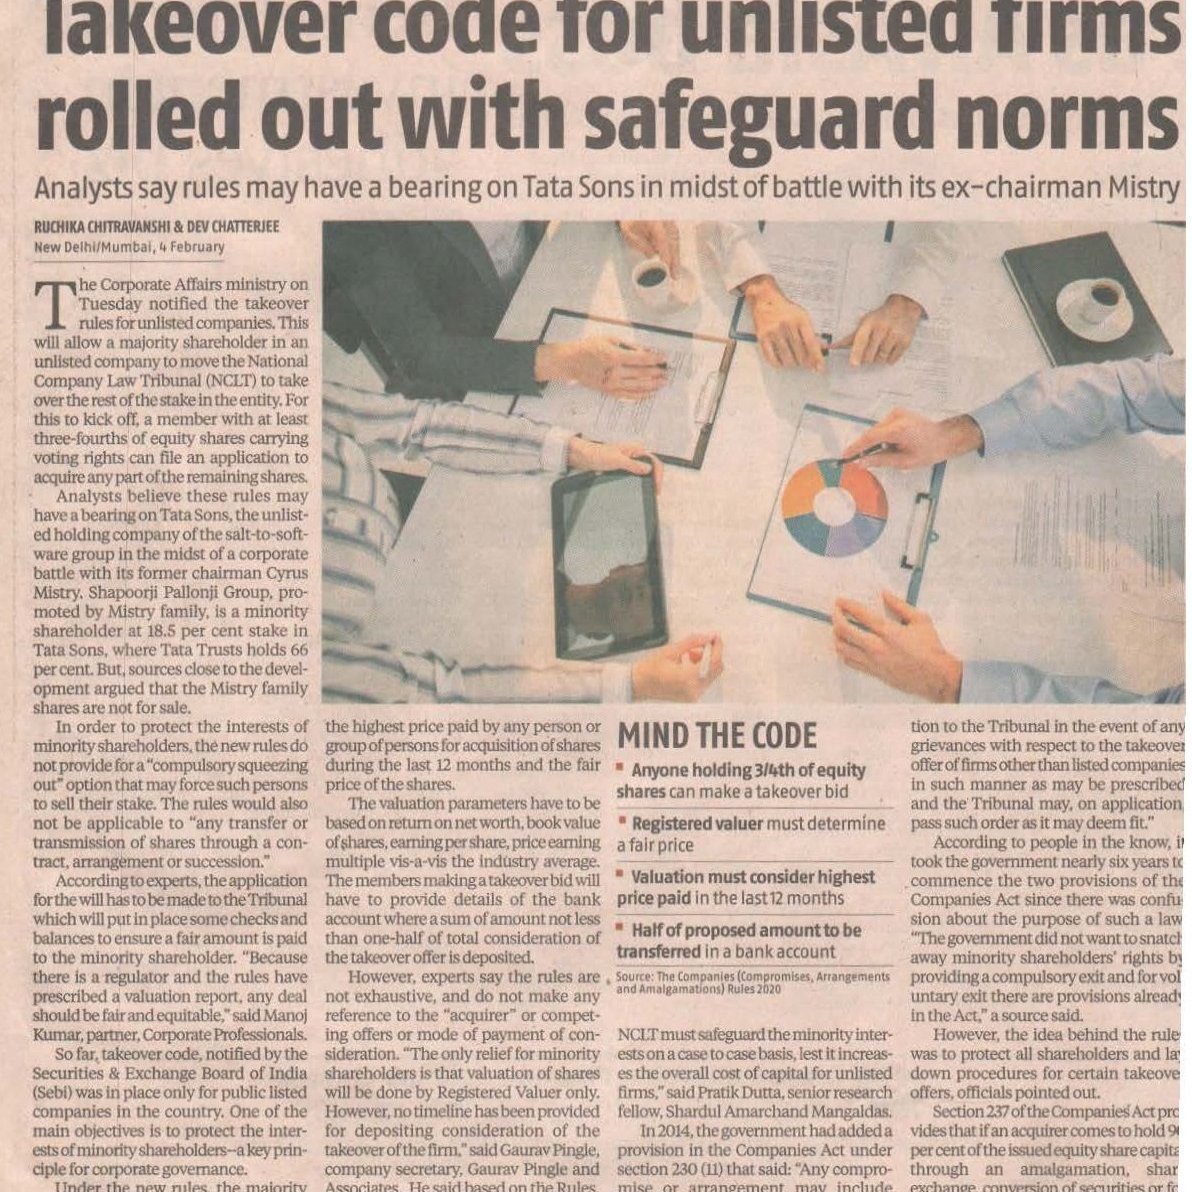 Takeover code for unlisted firms
rolled out with safeguard norms
Analysts say rules may have a bearing on Tata Sons in midst of battle with its ex-chairman Mistry
RUCHIKA CHITRAVANSHI & DEV CHATTERJEE
New Delhi/Mumbai, 4 February
The Corporate Affairs ministry on
Tuesday notified the takeover
rules for unlisted companies. This
will allow a majority shareholder in an
unlisted company to move the National
Company Law Tribunal (NCLT) to take
over the rest of the stake in the entity. For
this to kick off, a member with at least
three-fourths of equity shares carrying
voting rights can file an application to
acquire any part of the remaining shares.
Analysts believe these rules may
have a bearing on Tata Sons, the unlist-
ed holding company of the salt-to-soft-
ware group in the midst of a corporate
battle with its former chairman Cyrus
Mistry. Shapoorji Pallonji Group, pro-
moted by Mistry family, is a minority
shareholder at 18.5 per cent stake in
Tata Sons, where Tata Trusts holds 66
per cent. But, sources close to the devel-
opment argued that the Mistry family
shares are not for sale.
In order to protect the interests of
minority shareholders, the new rules do
not provide for a “compulsory squeezing
out” option that may force such persons
to sell their stake. The rules would also
not be applicable to “any transfer or
transmission of shares through a con-
tract, arrangement or succession.”
According to experts, the application
for the will has to be made to the Tribunal
which will put in place some checks and
balances to ensure a fair amount is paid
to the minority shareholder. “Because
there is a regulator and the rules have
prescribed a valuation report, any deal
should be fair and equitable,” said Manoj
Kumar, partner, Corporate Professionals.
So far, takeover code, notified by the
Securities & Exchange Board of India
(Sebi) was in place only for public listed
companies in the country. One of the
main objectives is to protect the inter-
ests of minority shareholders—a key prin-
ciple for corporate governance.
Under the new rules, the majority
the highest price paid by any person or
group of persons for acquisition of shares
during the last 12 months and the fair
price of the shares.
The valuation parameters have to be
based on return on net worth, book value
of shares, earning per share, price earning
multiple vis-a-vis the industry average.
The members making a takeover bid will
have to provide details of the bank
account where a sum of amount not less
than one-half of total consideration of
the takeover offer is deposited.
However, experts say the rules are
not exhaustive, and do not make any
reference to the “acquirer” or compet-
ing offers or mode of payment of con-
sideration. “The only relief for minority
shareholders is that valuation of shares
will be done by Registered Valuer only.
However, no timeline has been provided
for depositing consideration of the
takeover of the firm,” said Gaurav Pingle,
company secretary, Gaurav Pingle and
Associates. He said based on the Rules,
MIND THE CODE
▪ Anyone holding 3/4th of equity
shares can make a takeover bid
▪ Registered valuer must determine
a fair price
▪ Valuation must consider highest
price paid in the last 12 months
▪ Half of proposed amount to be
transferred in a bank account
Source: The Companies (Compromises, Arrangements
and Amalgamations) Rules 2020
NCLT must safeguard the minority inter-
ests on a case to case basis, lest it increas-
es the overall cost of capital for unlisted
firms,” said Pratik Dutta, senior research
fellow, Shardul Amarchand Mangaldas.
In 2014, the government had added a
provision in the Companies Act under
section 230 (11) that said: “Any compro-
mise or arrangement may include
tion to the Tribunal in the event of any
grievances with respect to the takeover
offer of firms other than listed companies
in such manner as may be prescribed
and the Tribunal may, on application,
pass such order as it may deem fit.”
According to people in the know, it
took the government nearly six years to
commence the two provisions of the
Companies Act since there was confu-
sion about the purpose of such a law.
“The government did not want to snatch
away minority shareholders’ rights by
providing a compulsory exit and for vol-
untary exit there are provisions already
in the Act,” a source said.
However, the idea behind the rule
was to protect all shareholders and lay
down procedures for certain takeover
offers, officials pointed out.
Section 237 of the Companies Act pro
vides that if an acquirer comes to hold
per cent of the issued equity share capita
through an amalgamation, shar
exchange, conversion of securities or